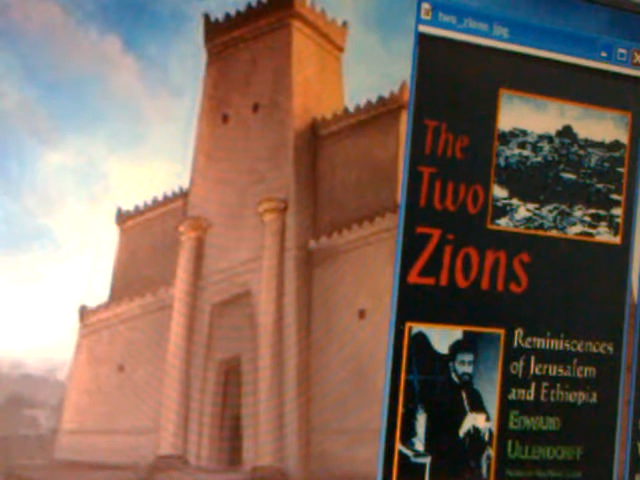 two_zions.jpg
The
Two
Zions
Reminiscences
of Jerusalem
and Ethiopia
EDWARD
ULLENDORFF